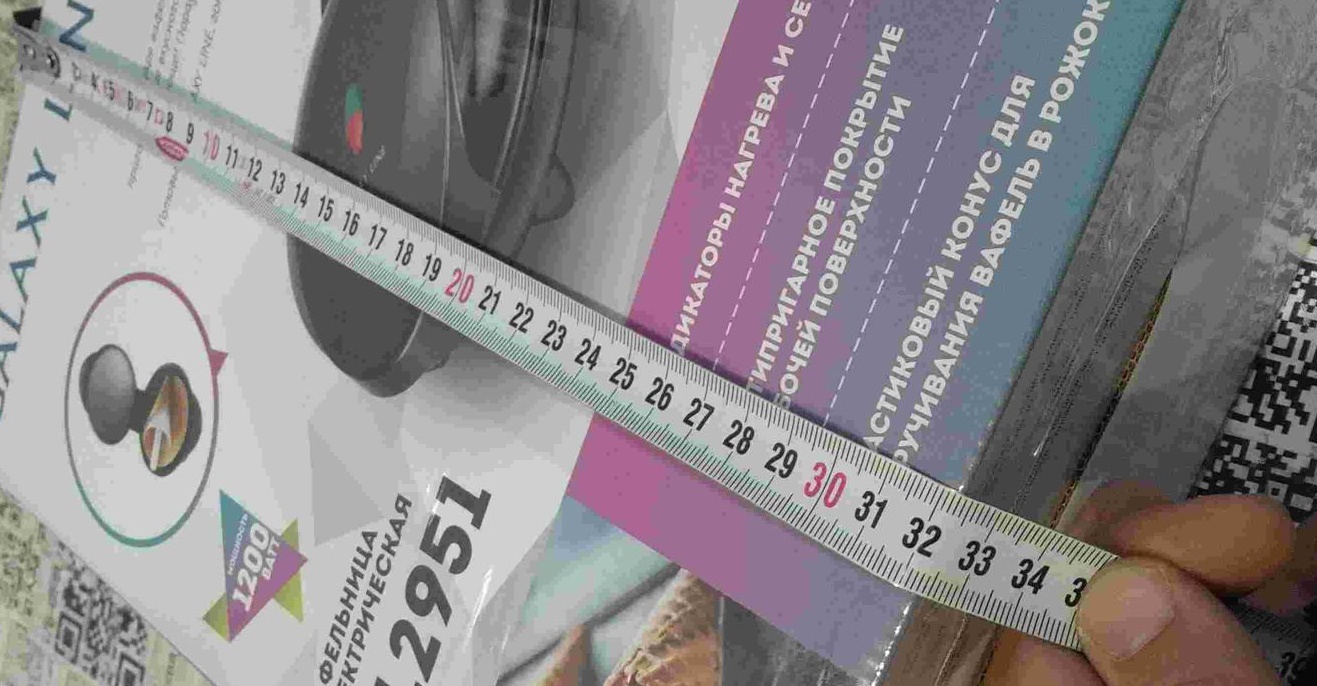 GALAXY LINE
ДИКАТОРЫ НАГРЕВА И СЕ
ТИПРИГАРНОЕ ПОКРЫТИЕ
БОЧЕЙ ПОВЕРХНОСТИ
АСТИКОВЫЙ КОНУС ДЛЯ
РУЧИВАНИЯ ВАФЕЛЬ В РОЖОК
МОЩНОСТЬ
1200
ВАТТ
ФЕЛЬНИЦА
ЕКТРИЧЕСКАЯ
2951
4 5 6 7 8 9 10 11 12 13 14 15 16 17 18 19 20 21 22 23 24 25 26 27 28 29 30 31 32 33 34 3